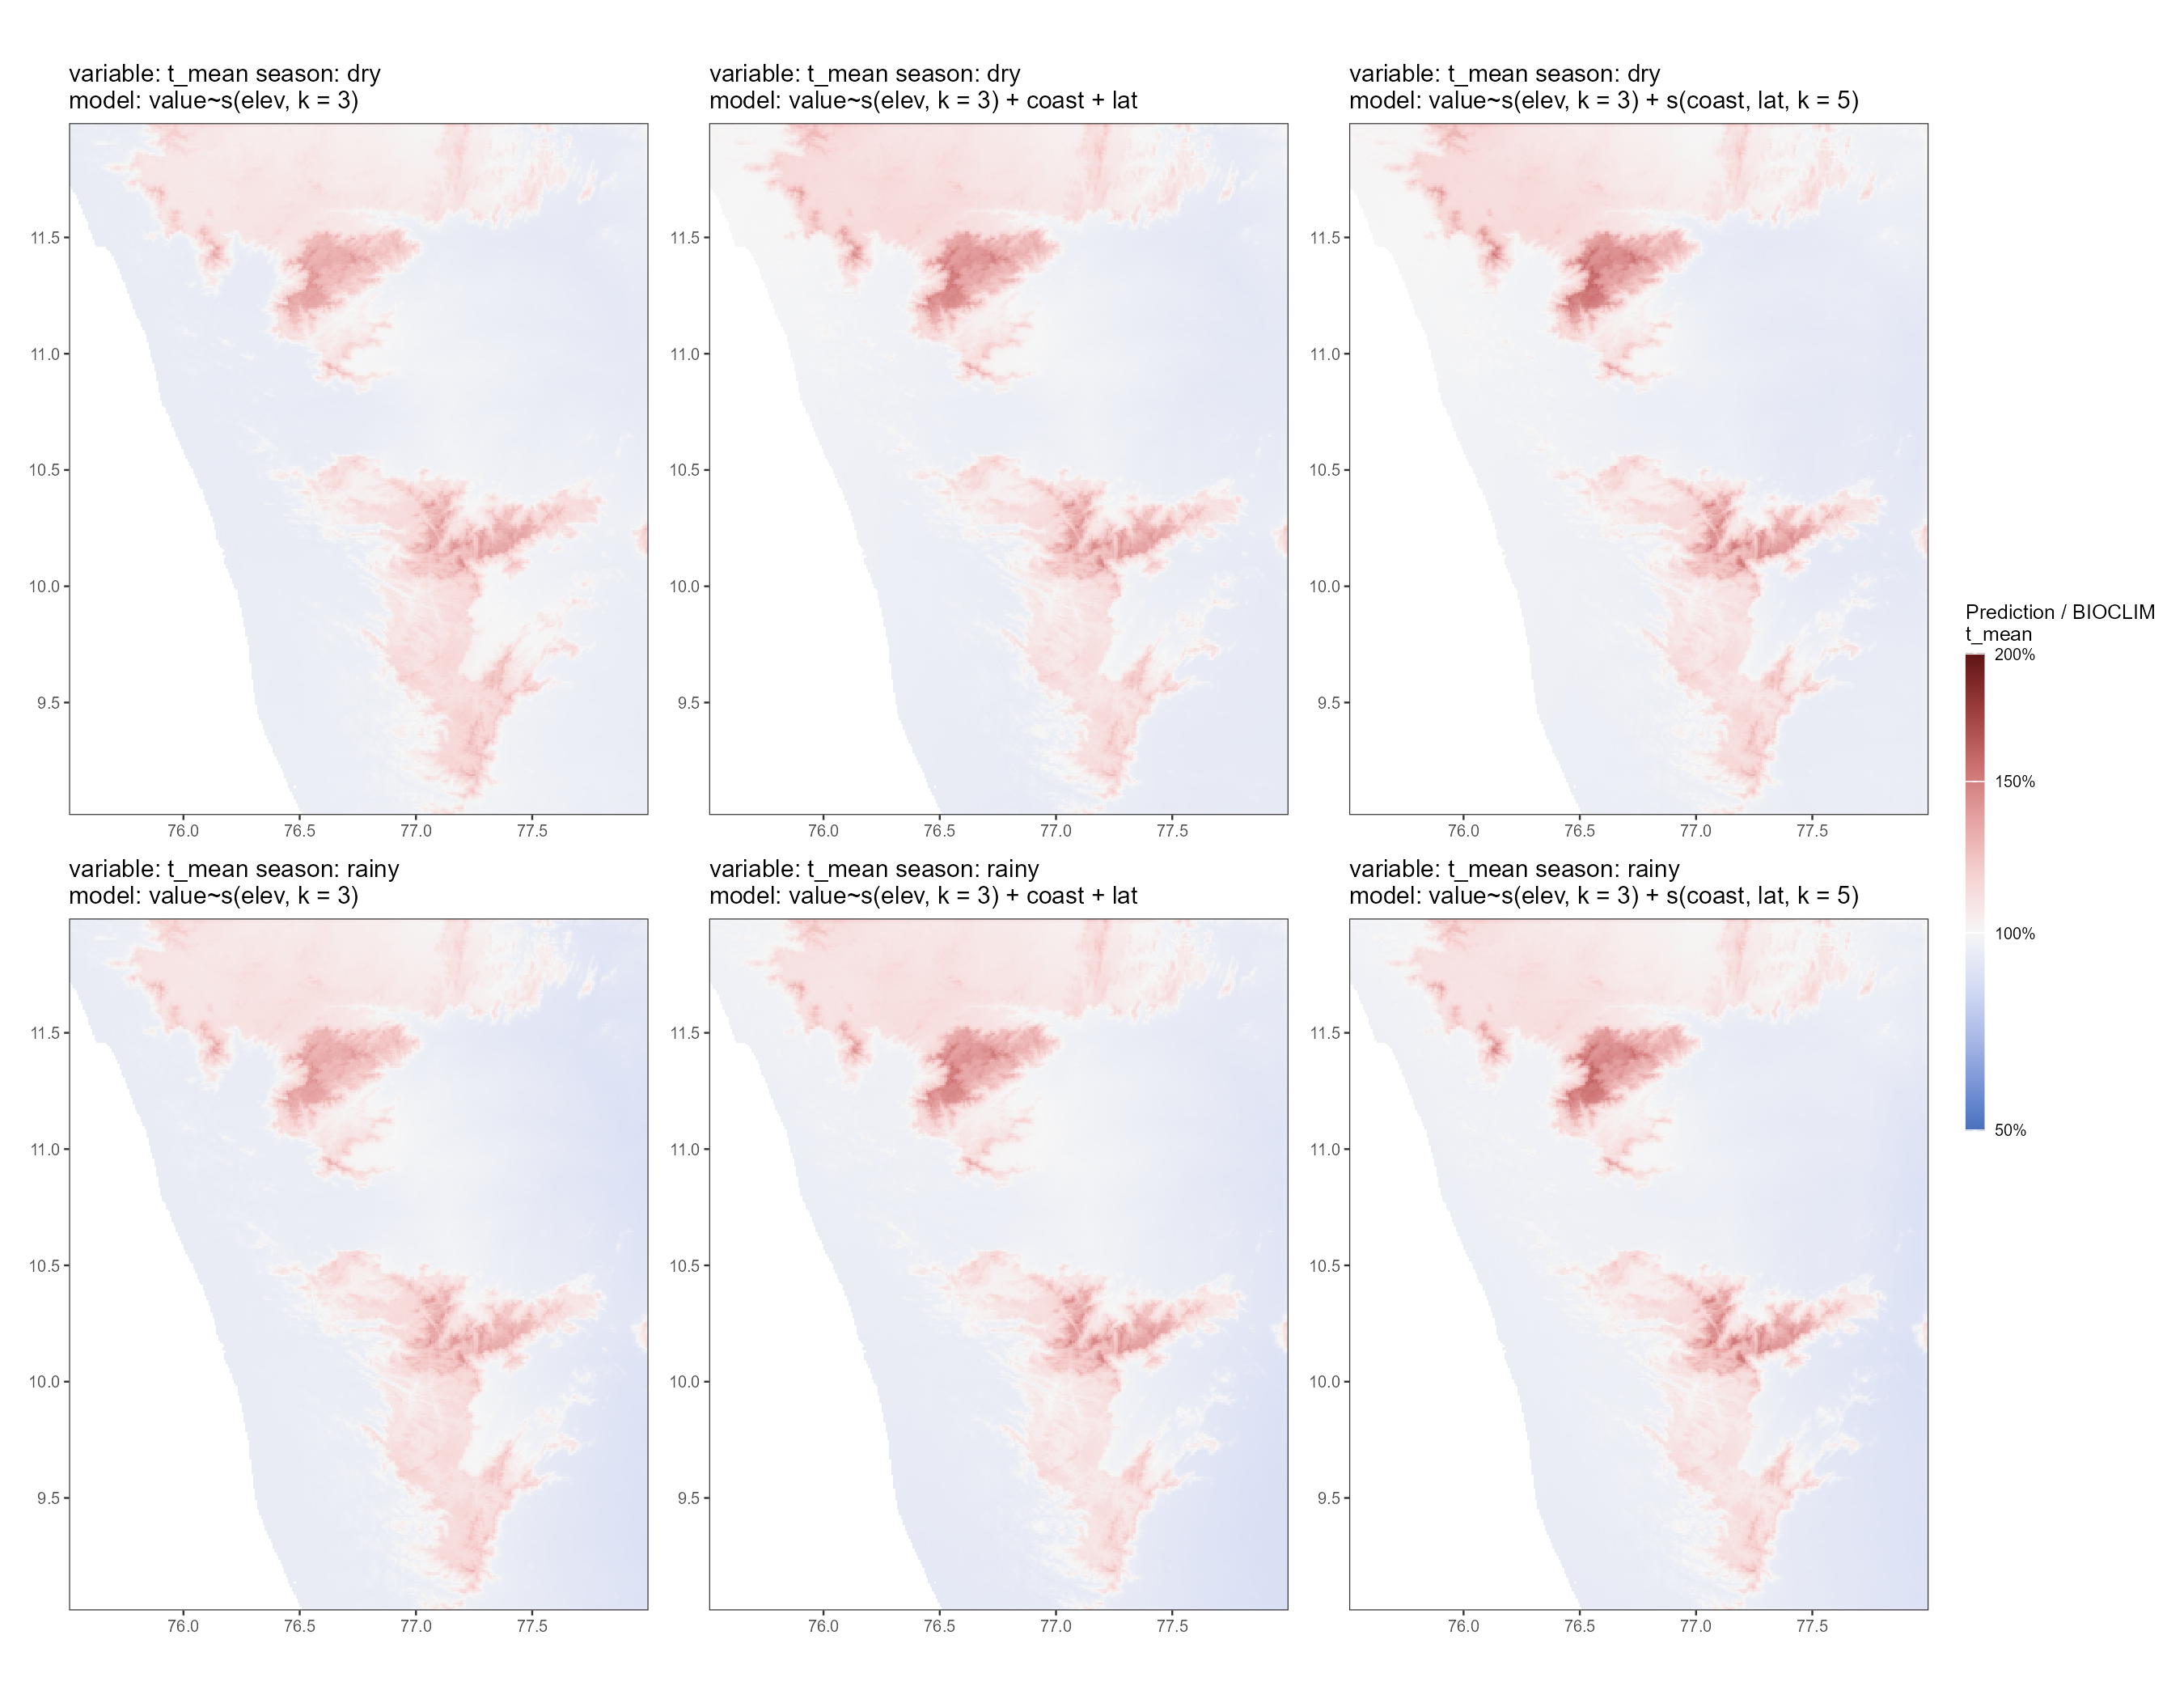 variable: t_mean season: dry
model: value~s(elev, k = 3)
variable: t_mean season: dry
model: value~s(elev, k = 3) + coast + lat
variable: t_mean season: dry
model: value~s(elev, k = 3) + s(coast, lat, k = 5)
11.5
11.0
10.5
10.0
9.5
76.0 76.5 77.0 77.5
11.5
11.0
10.5
10.0
9.5
76.0 76.5 77.0 77.5
11.5
11.0
10.5
10.0
9.5
76.0 76.5 77.0 77.5
variable: t_mean season: rainy
model: value~s(elev, k = 3)
variable: t_mean season: rainy
model: value~s(elev, k = 3) + coast + lat
variable: t_mean season: rainy
model: value~s(elev, k = 3) + s(coast, lat, k = 5)
11.5
11.0
10.5
10.0
9.5
76.0 76.5 77.0 77.5
11.5
11.0
10.5
10.0
9.5
76.0 76.5 77.0 77.5
11.5
11.0
10.5
10.0
9.5
76.0 76.5 77.0 77.5
Prediction / BIOCLIM
t_mean
200%
150%
100%
50%